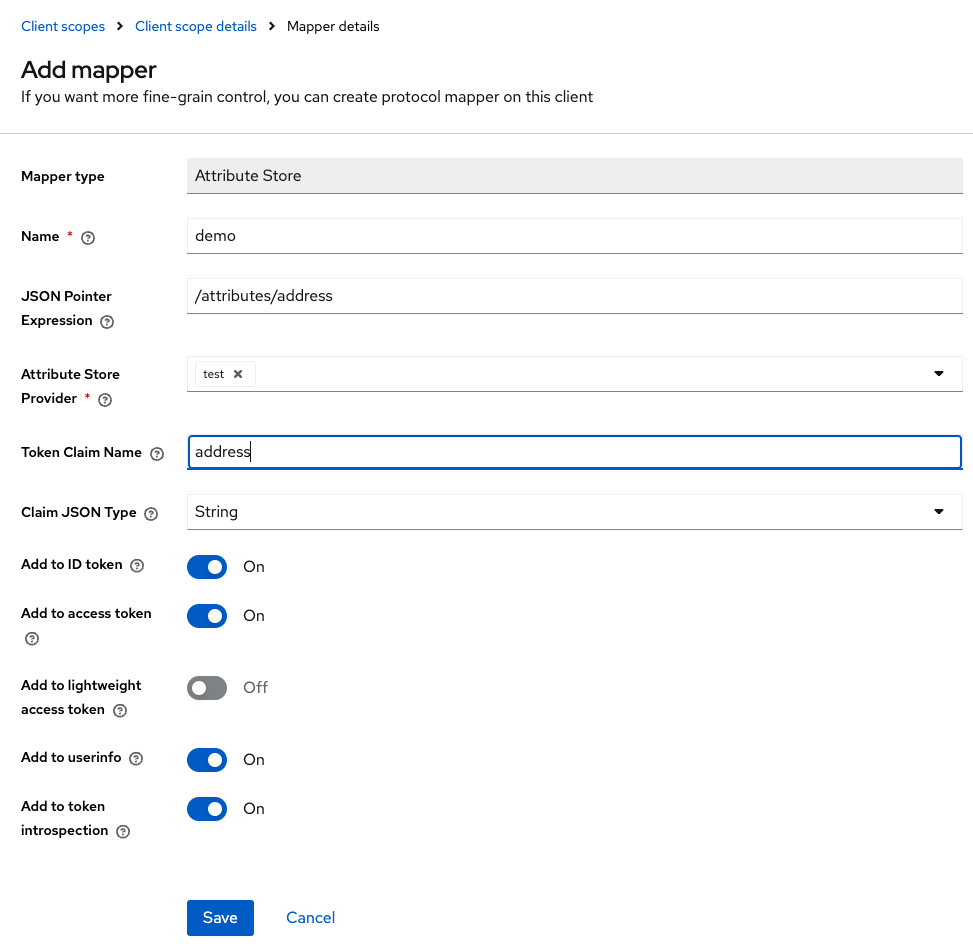 Client scopes > Client scope details > Mapper details
Add mapper
If you want more fine-grain control, you can create protocol mapper on this client
Mapper type
Attribute Store
Name *
demo
JSON Pointer
Expression
/attributes/address
Attribute Store
Provider *
test
Token Claim Name
address
Claim JSON Type
String
Add to ID token
On
Add to access token
On
Add to lightweight
access token
Off
Add to userinfo
On
Add to token
introspection
On
Save
Cancel